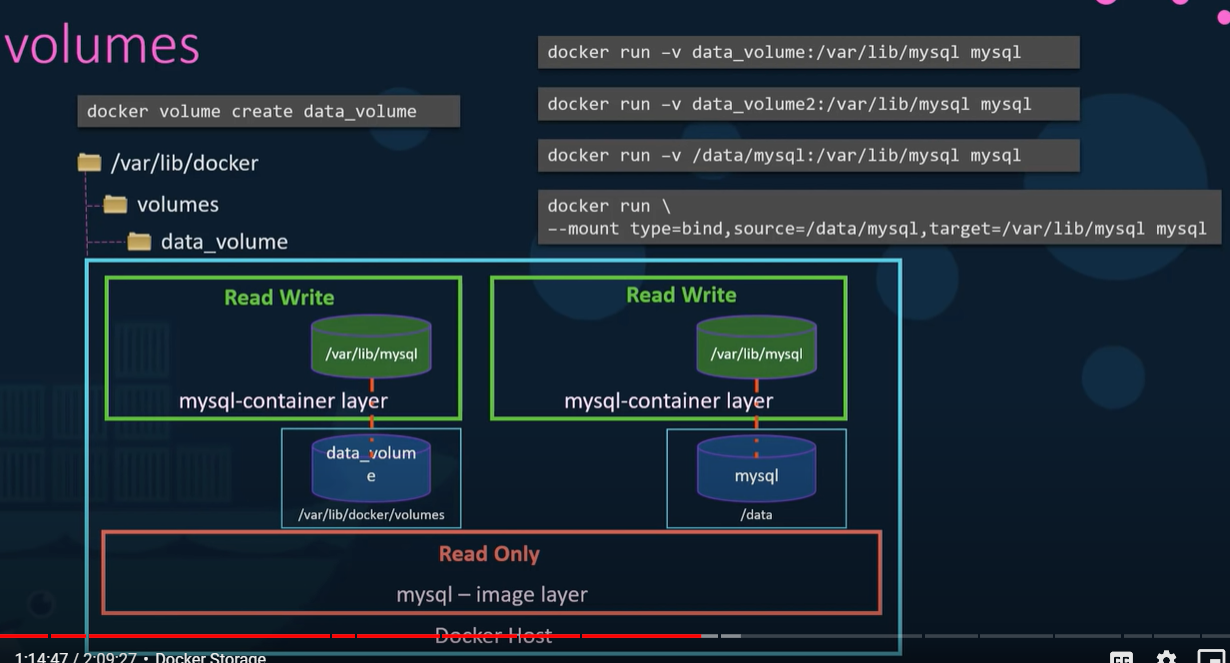 volumes
docker volume create data_volume
/var/lib/docker
volumes
data_volume
docker run –v data_volume:/var/lib/mysql mysql
docker run –v data_volume2:/var/lib/mysql mysql
docker run –v /data/mysql:/var/lib/mysql mysql
docker run \
--mount type=bind,source=/data/mysql,target=/var/lib/mysql mysql
Read Write
/var/lib/mysql
mysql-container layer
data_volum
e
/var/lib/docker/volumes
Read Write
/var/lib/mysql
mysql-container layer
mysql
/data
Read Only
mysql – image layer
Docker Host
1:14:47 / 2:09:27 • Docker Storage
CC